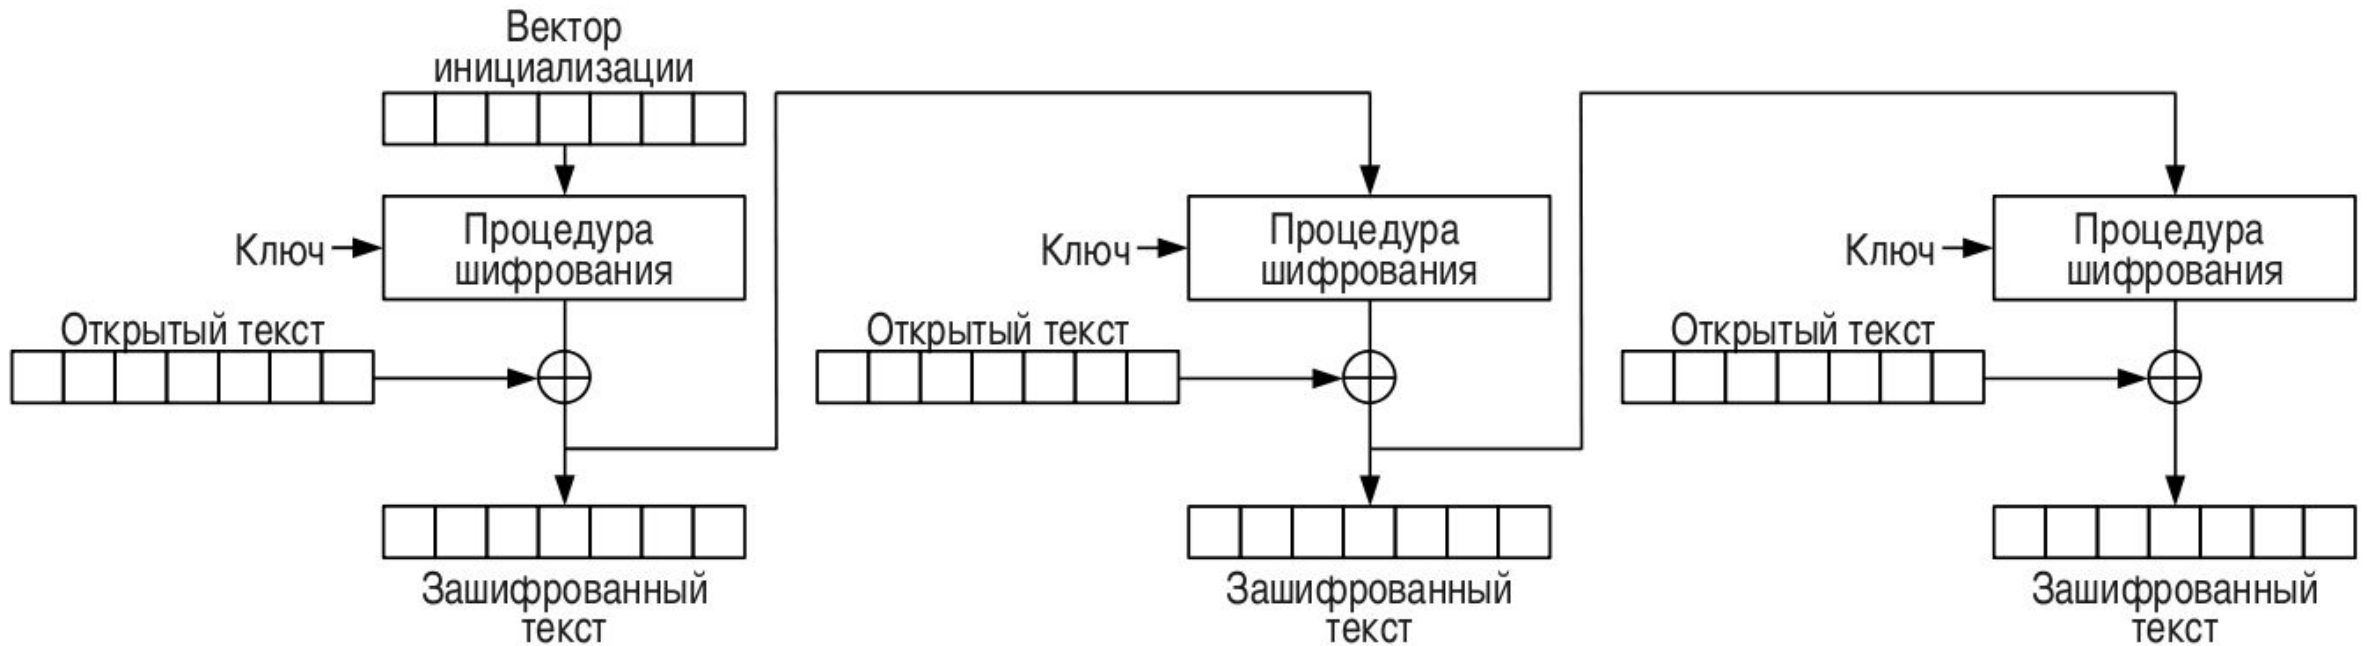 Вектор
инициализации
Ключ
Процедура
шифрования
Ключ
Процедура
шифрования
Ключ
Процедура
шифрования
Открытый текст
Открытый текст
Открытый текст
Зашифрованный
текст
Зашифрованный
текст
Зашифрованный
текст